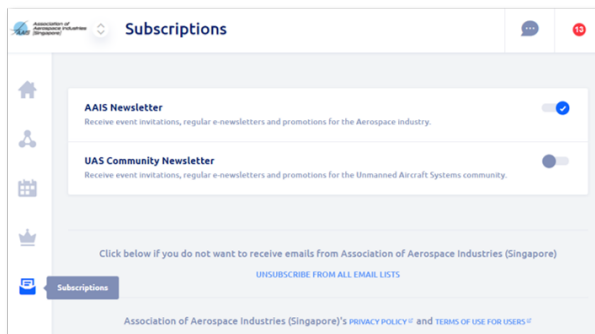 Association of
Aerospace Industries
(Singapore)
AAIS
Subscriptions
13
AAIS Newsletter
Receive event invitations, regular e-newsletters and promotions for the Aerospace industry.
UAS Community Newsletter
Receive event invitations, regular e-newsletters and promotions for the Unmanned Aircraft Systems community.
Click below if you do not want to receive emails from Association of Aerospace Industries (Singapore)
UNSUBSCRIBE FROM ALL EMAIL LISTS
Subscriptions
Association of Aerospace Industries (Singapore)'s PRIVACY POLICY and TERMS OF USE FOR USERS